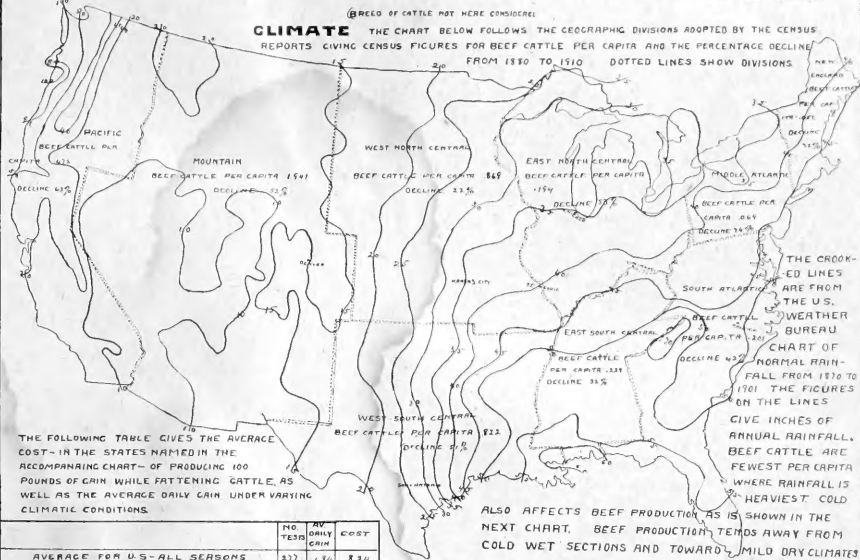 (BREED OF CATTLE NOT HERE CONSIDERED
CLIMATE THE CHART BELOW FOLLOWS THE GEOGRAPHIC DIVISIONS ADOPTED BY THE CENSUS
REPORTS GIVING CENSUS FIGURES FOR BEEF CATTLE PER CAPITA AND THE PERCENTAGE DECLINE
FROM 1880 TO 1910 DOTTED LINES SHOW DIVISIONS
PACIFIC
BEEF CATTLE PER
CAPITA
DECLINE 63%
MOUNTAIN
BEEF CATTLE PER CAPITA 1.941
DECLINE 52%
WEST NORTH CENTRAL
BEEF CATTLE PER CAPITA .869
DECLINE 22%
EAST NORTH CENTRAL
BEEF CATTLE PER CAPITA
.194
DECLINE
NEW
ENGLAND
BEEF CATTLE
PER CAP
DECLINE
MIDDLE ATLANTIC
BEEF CATTLE PER
CAPITA .069
DECLINE 74%
SOUTH ATLANTIC
BEEF CATTLE
PER CAPITA .201
DECLINE 42%
KANSAS CITY
EAST SOUTH CENTRAL
BEEF CATTLE
PER CAPITA .239
DECLINE 32%
WEST SOUTH CENTRAL
BEEF CATTLE PER CAPITA .822
DECLINE
THE CROOK-
ED LINES
ARE FROM
THE U.S.
WEATHER
BUREAU
CHART OF
NORMAL RAIN-
FALL FROM 1870 TO
1901 THE FIGURES
ON THE LINES
GIVE INCHES OF
ANNUAL RAINFALL.
BEEF CATTLE ARE
FEWEST PER CAPITA
WHERE RAINFALL IS
HEAVIEST. COLD
ALSO AFFECTS BEEF PRODUCTION AS IS SHOWN IN THE
NEXT CHART. BEEF PRODUCTION TENDS AWAY FROM
COLD WET SECTIONS AND TOWARD MILD DRY CLIMATES
THE FOLLOWING TABLE GIVES THE AVERAGE
COST-IN THE STATES NAMED IN THE
ACCOMPANAING CHART- OF PRODUCING 100
POUNDS OF GAIN WHILE FATTENING CATTLE, AS
WELL AS THE AVERAGE DAILY GAIN UNDER VARYING
CLIMATIC CONDITIONS.
NO. TESTS AV. DAILY GAIN COST
AVERAGE FOR U.S-ALL SEASONS 277 1.84